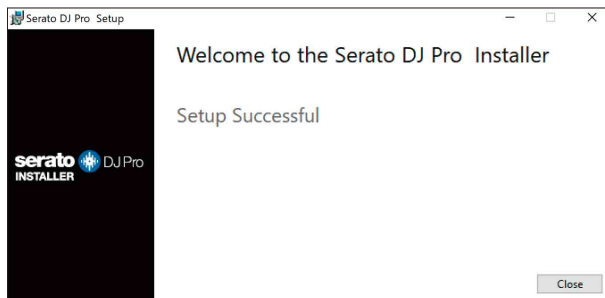 Serato DJ Pro  Setup
Welcome to the Serato DJ Pro  Installer
Setup Successful
serato DJ Pro
INSTALLER
Close